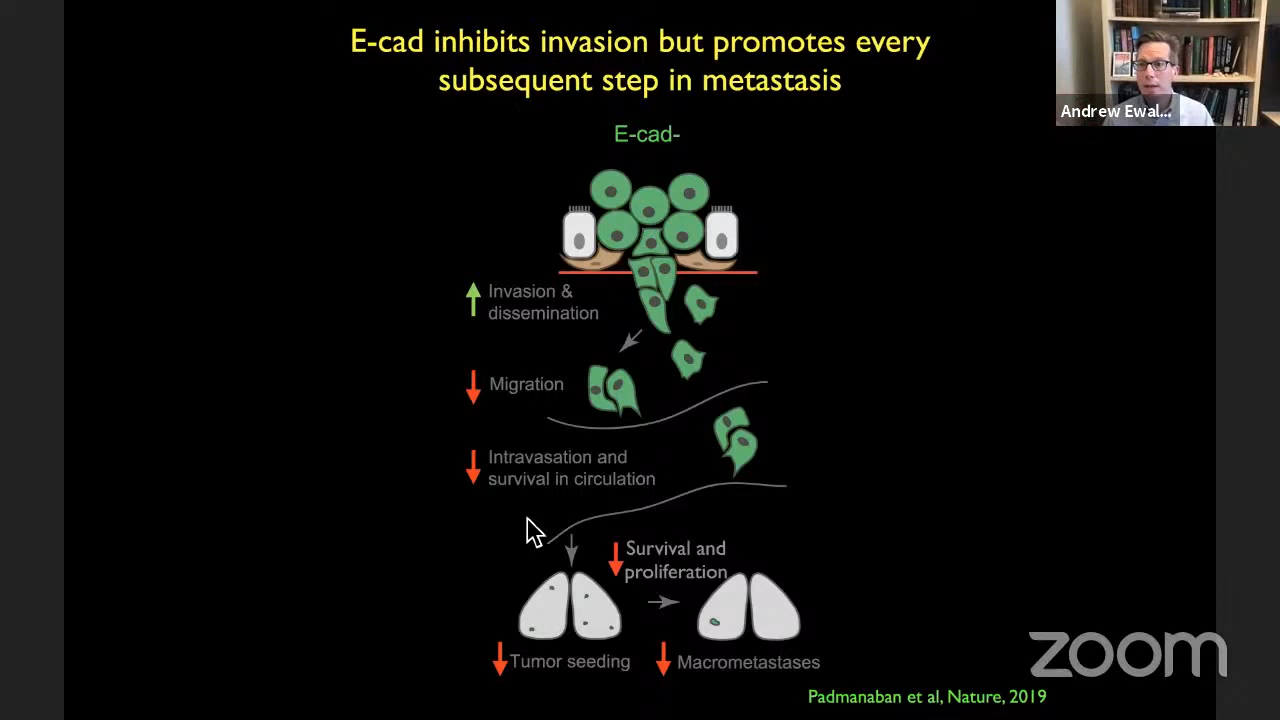 E-cad inhibits invasion but promotes every
subsequent step in metastasis
Andrew Ewal...
E-cad-
Invasion &
dissemination
Migration
Intravasation and
survival in circulation
Survival and
proliferation
Tumor seeding
Macrometastases
zoom
Padmanaban et al, Nature, 2019